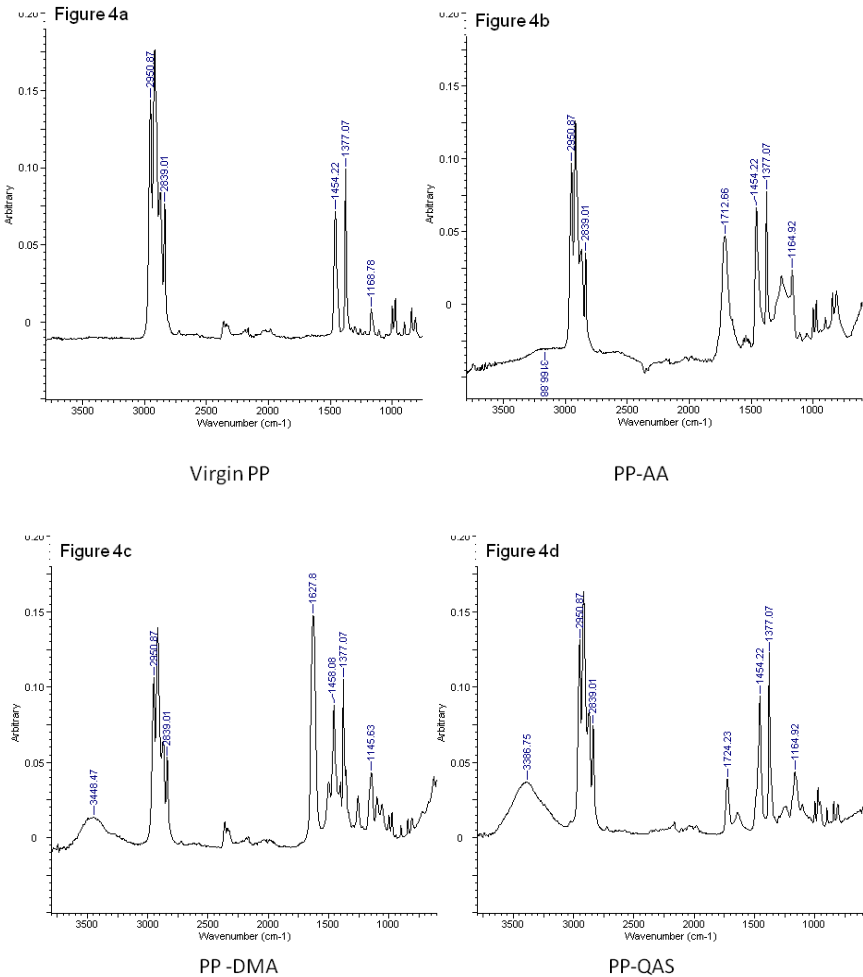 Figure 4a
0.20
2950.87
0.15
1377.07
2839.01
0.10
1454.22
Arbitrary
0.05
1168.78
0
3500 3000 2500 2000 1500 1000
Wavenumber (cm-1)
Virgin PP
Figure 4b
0.20
0.15
2950.87
1377.07
1454.22
0.10
1712.66
2839.01
Arbitrary
0.05
1164.92
0
3166.88
3500 3000 2500 2000 1500 1000
Wavenumber (cm-1)
PP-AA
Figure 4c
0.20
1627.8
0.15
2950.87
1377.07
0.10
1458.08
2839.01
Arbitrary
0.05
1145.63
3448.47
0
3500 3000 2500 2000 1500 1000
Wavenumber (cm-1)
PP -DMA
Figure 4d
0.20
0.15
2950.87
1377.07
0.10
1454.22
2839.01
Arbitrary
0.05
1724.23
1164.92
3386.75
0
3500 3000 2500 2000 1500 1000
Wavenumber (cm-1)
PP-QAS